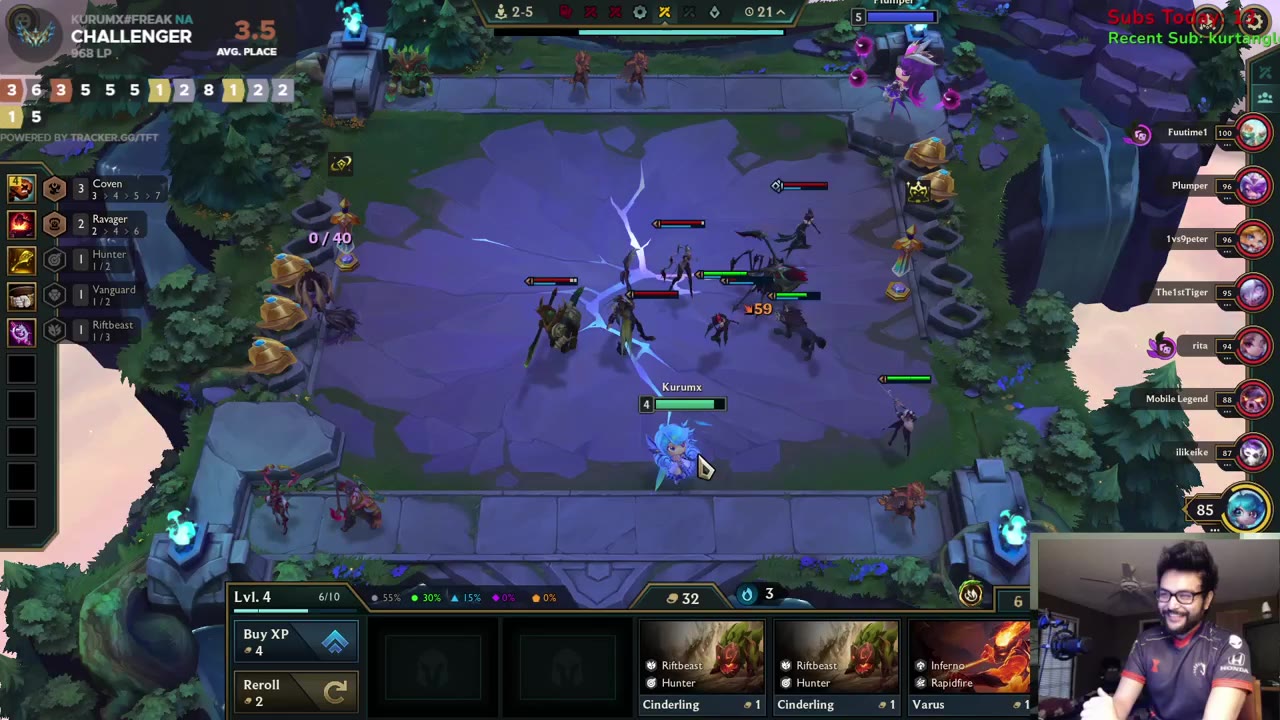 KURUMX#FREAK NA
CHALLENGER
968 LP
3.5
AVG. PLACE
3 6 3 5 5 5 1 2 8 1 2 2
1 5
POWERED BY TRACKER.GG/TFT
2-5
21
Plumper
5
Subs Today: 1
Recent Sub: kurtangl
3 Coven
3 > 4 > 5 > 7
2 Ravager
2 > 4 > 6
1 Hunter
1 / 2
1 Vanguard
1 / 2
1 Riftbeast
1 / 3
0 / 40
59
Kurumx
4
Fuutime1 100
Plumper 96
1vs9peter 96
The1stTiger 95
rita 94
Mobile Legend 88
ilikeike 87
85
Lvl. 4 6/10
55% 30% 15% 0% 0%
32
3
6
Buy XP
4
Reroll
2
Riftbeast
Hunter
Cinderling 1
Riftbeast
Hunter
Cinderling 1
Inferno
Rapidfire
Varus 1
HONDA